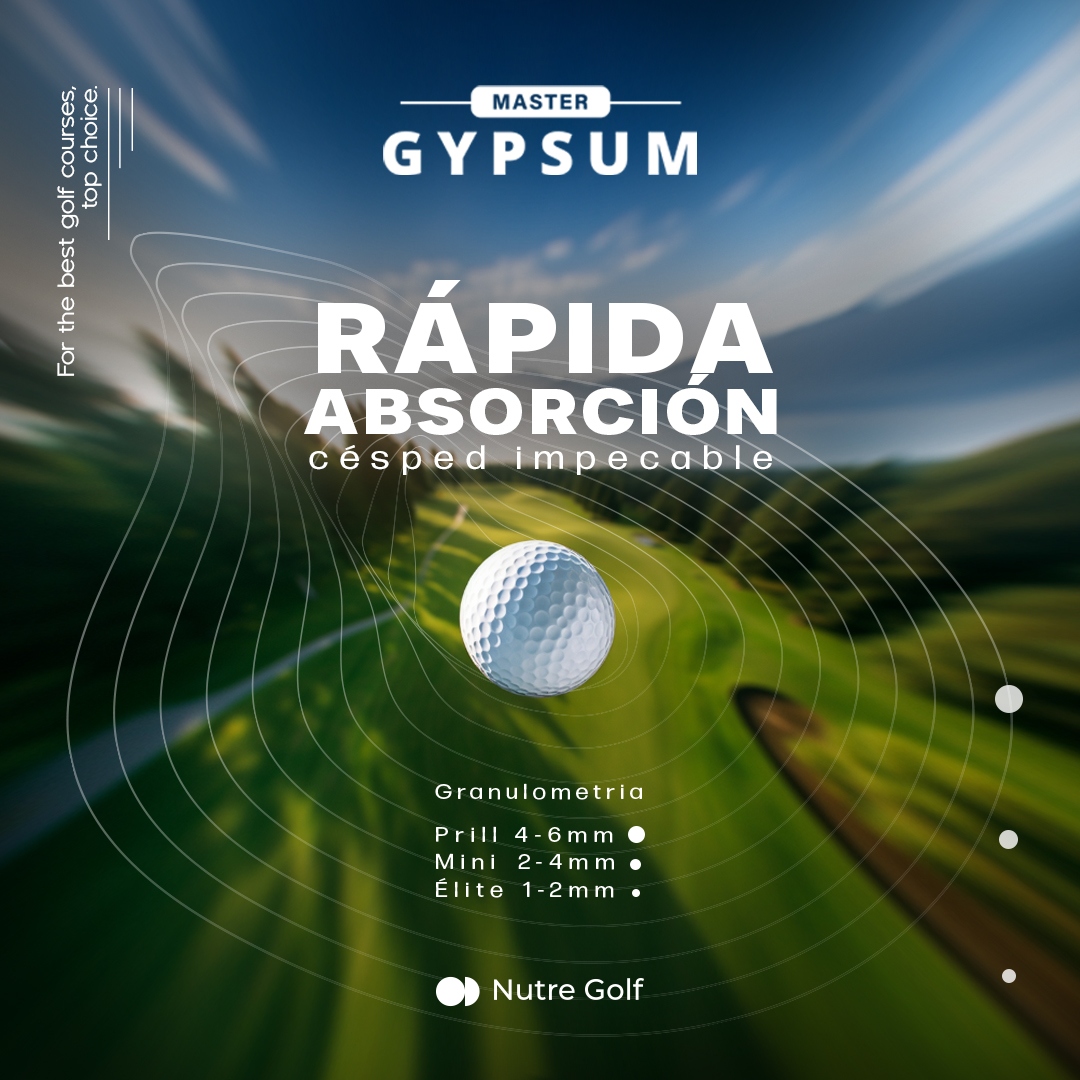 For the best golf courses,
top choice.
MASTER
GYPSUM
RÁPIDA
ABSORCIÓN
césped impecable
Granulometria
Prill 4-6mm
Mini 2-4mm
Élite 1-2mm
Nutre Golf